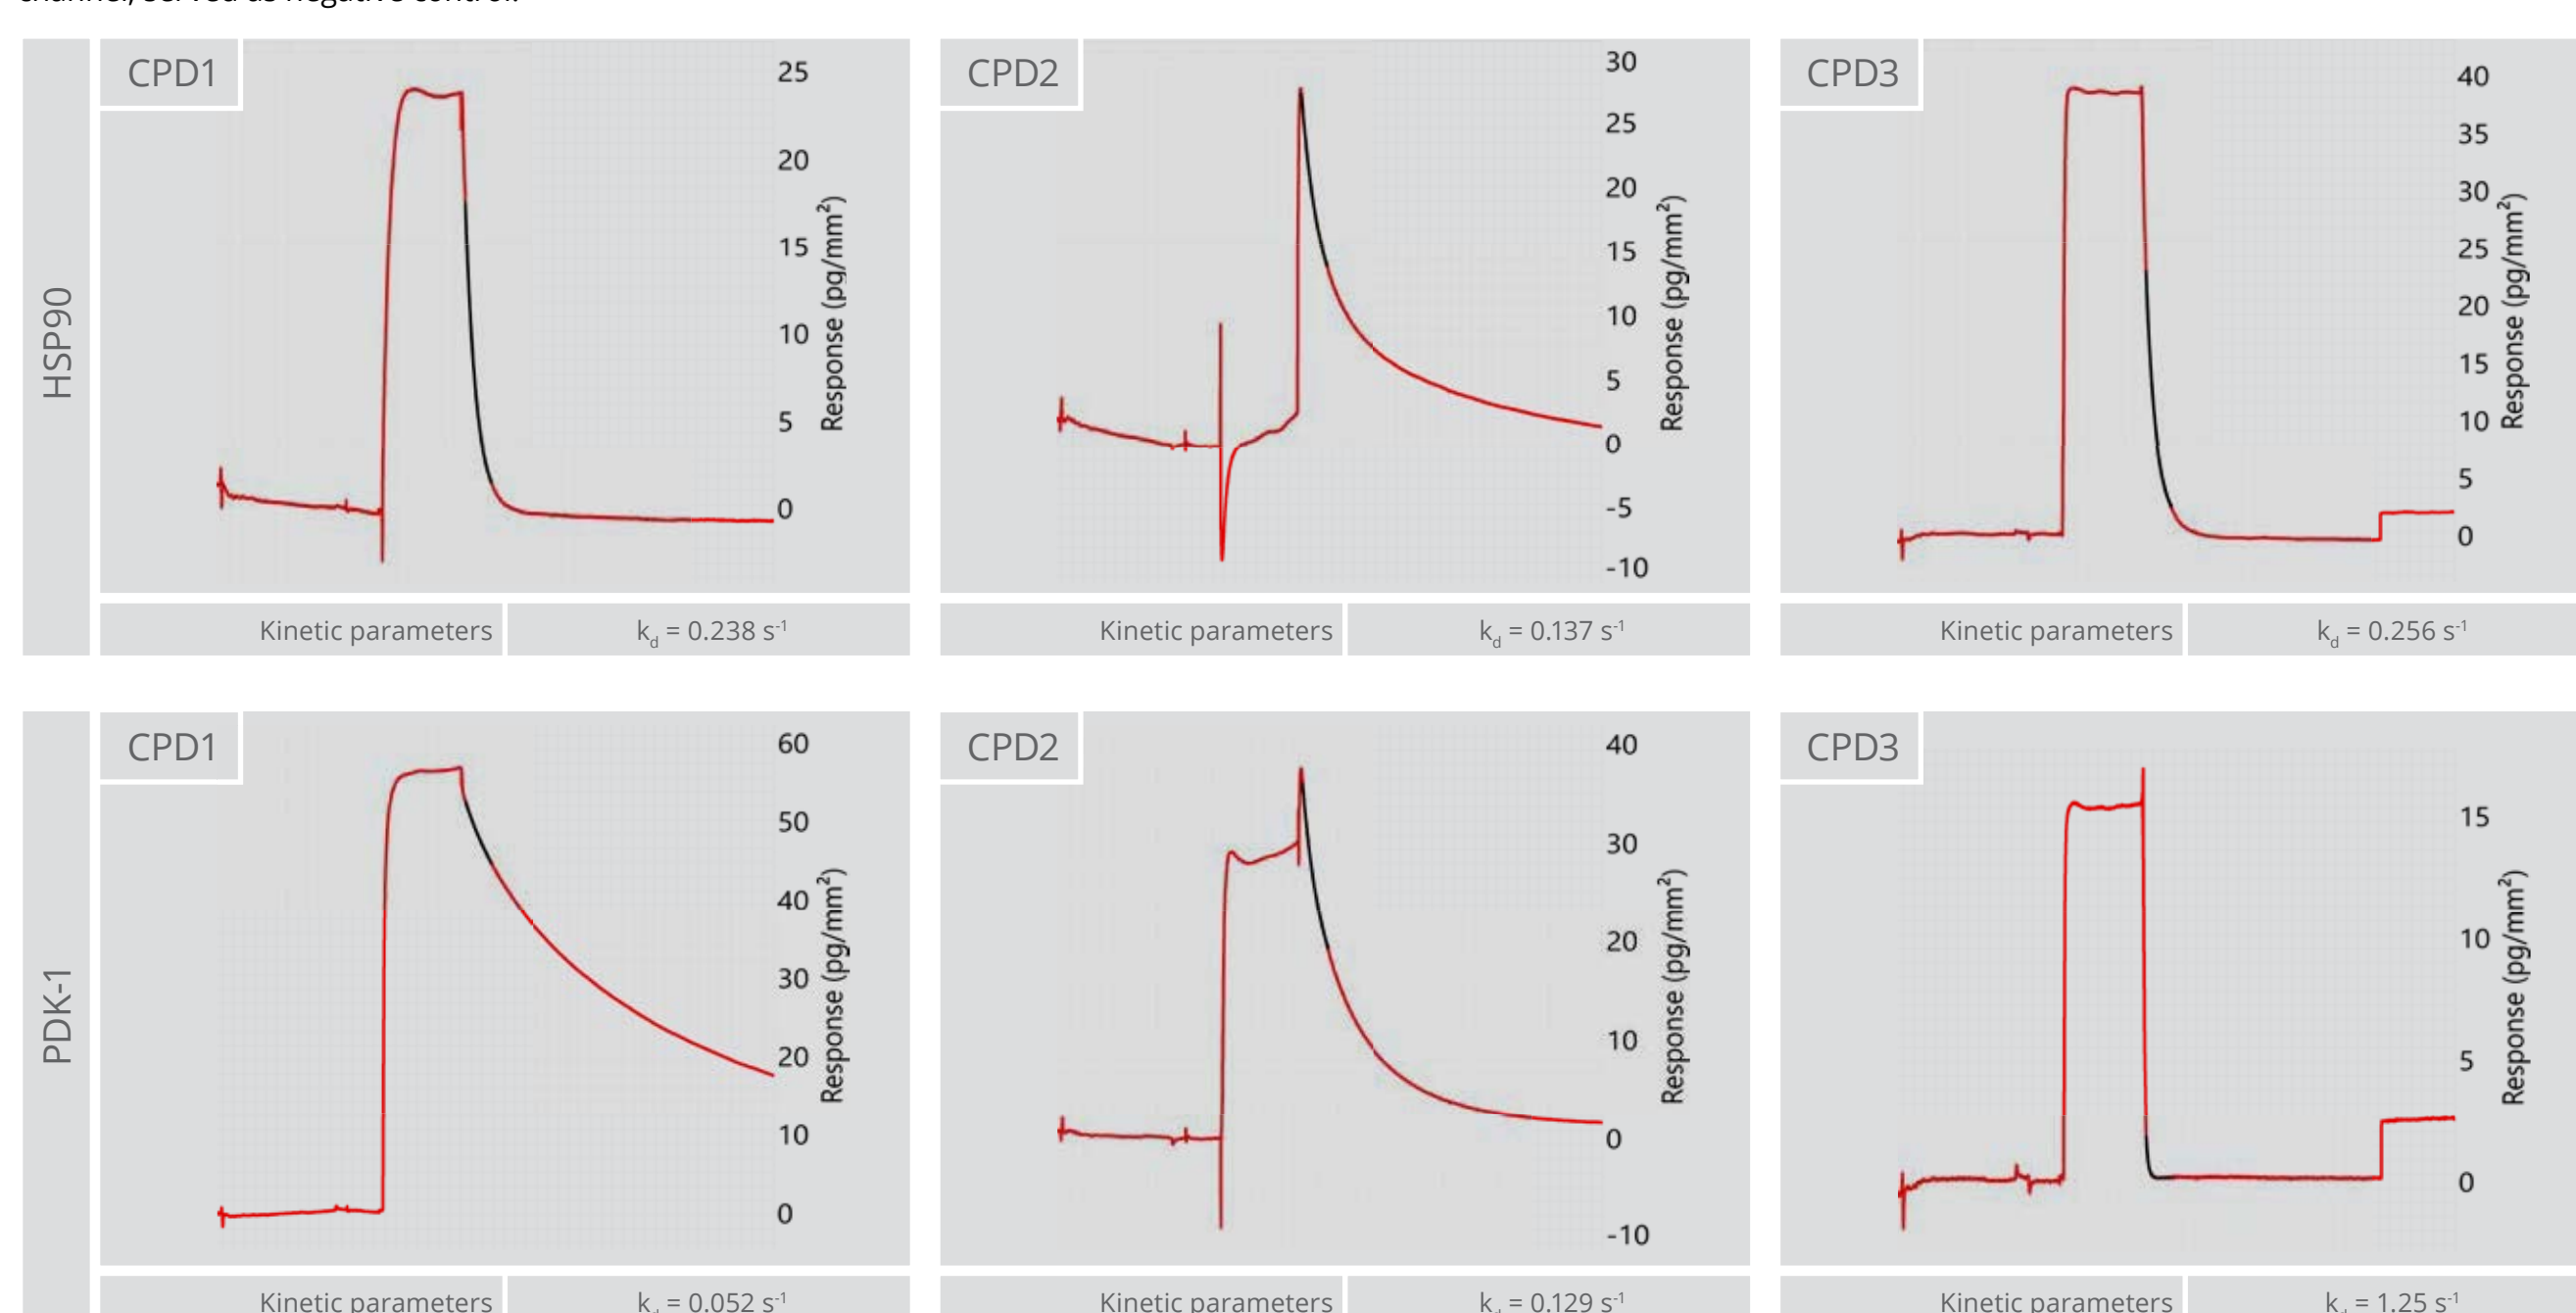 channel, served as negative control.
HSP90
CPD1
25
20
15
10
5
0
Response (pg/mm²)
Kinetic parameters
k_d = 0.238 s⁻¹
CPD2
30
25
20
15
10
5
0
-5
-10
Response (pg/mm²)
Kinetic parameters
k_d = 0.137 s⁻¹
CPD3
40
35
30
25
20
15
10
5
0
Response (pg/mm²)
Kinetic parameters
k_d = 0.256 s⁻¹
PDK-1
CPD1
60
50
40
30
20
10
0
Response (pg/mm²)
Kinetic parameters
k_d = 0.052 s⁻¹
CPD2
40
30
20
10
0
-10
Response (pg/mm²)
Kinetic parameters
k_d = 0.129 s⁻¹
CPD3
15
10
5
0
Response (pg/mm²)
Kinetic parameters
k_d = 1.25 s⁻¹